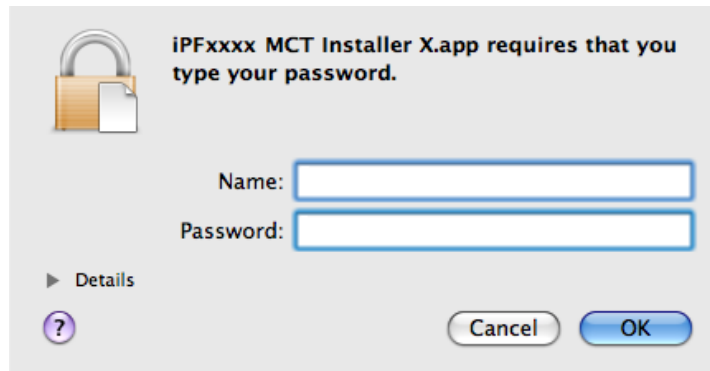 iPFxxxx MCT Installer X.app requires that you
type your password.
Name:
Password:
Details
?
Cancel
OK